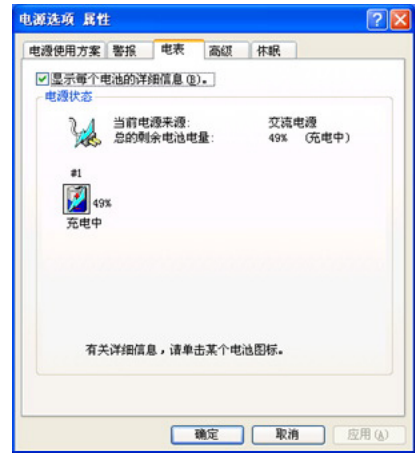 电源选项 属性
电源使用方案 警报 电表 高级 休眠
显示每个电池的详细信息(D)。
电源状态
当前电源来源: 交流电源
总的剩余电池电量: 49% (充电中)
#1
49%
充电中
有关详细信息，请单击某个电池图标。
确定 取消 应用(A)